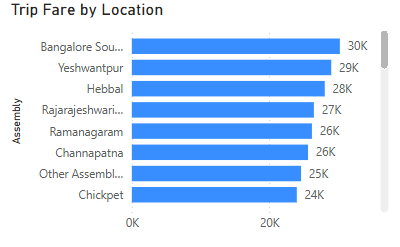 Trip Fare by Location
Assembly
Bangalore Sou... 30K
Yeshwantpur 29K
Hebbal 28K
Rajarajeshwari... 27K
Ramanagaram 26K
Channapatna 26K
Other Assembl... 25K
Chickpet 24K
0K 20K